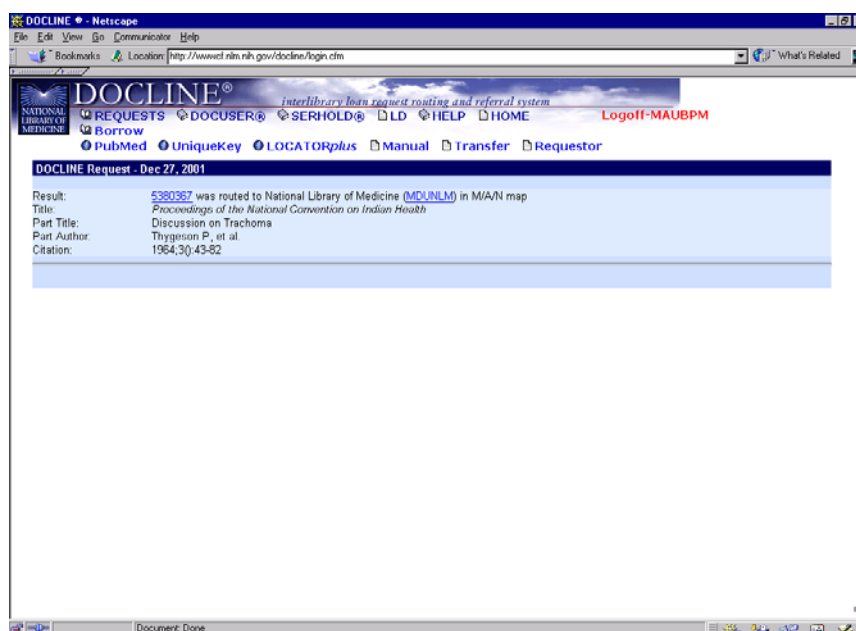 DOCLINE ® - Netscape
File Edit View Go Communicator Help
Bookmarks Location: http://wwwcf.nlm.nih.gov/docline/login.cfm What's Related
DOCLINE®
interlibrary loan request routing and referral system
NATIONAL LIBRARY OF MEDICINE
REQUESTS DOCUSER® SERHOLD® LD HELP HOME Logoff-MAUBPM
Borrow
PubMed UniqueKey LOCATORplus Manual Transfer Requestor
DOCLINE Request - Dec 27, 2001
Result: 5380367 was routed to National Library of Medicine (MDUNLM) in M/A/N map
Title: Proceedings of the National Convention on Indian Health
Part Title: Discussion on Trachoma
Part Author: Thygeson P, et al.
Citation: 1964;3():43-82
Document: Done